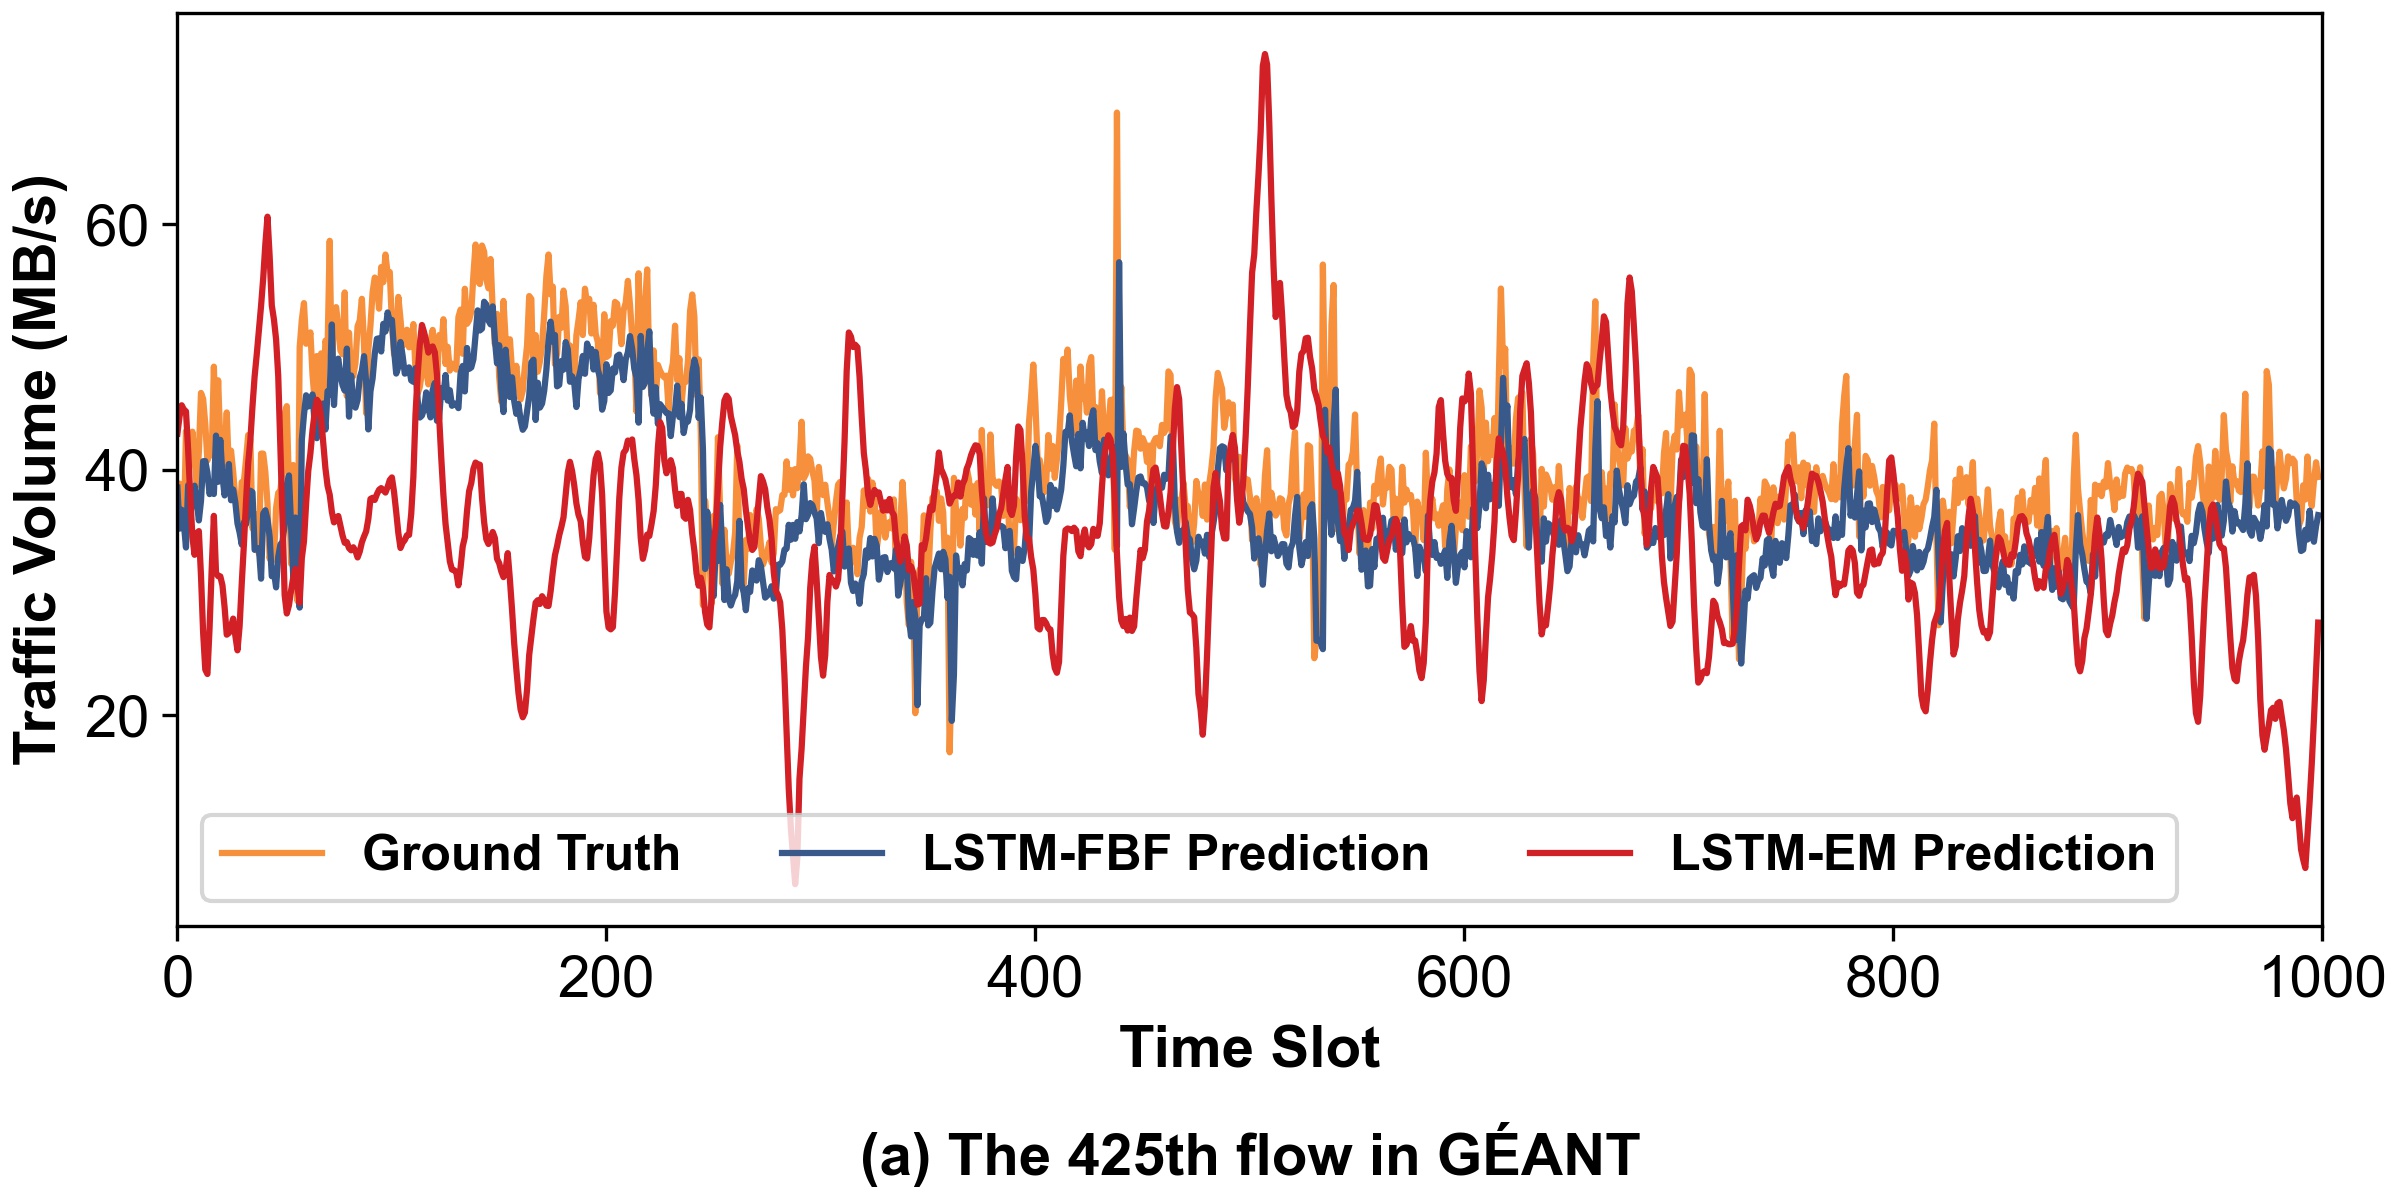 Traffic Volume (MB/s)
60
40
20
Ground Truth LSTM-FBF Prediction LSTM-EM Prediction
0 200 400 600 800 1000
Time Slot
(a) The 425th flow in GÉANT